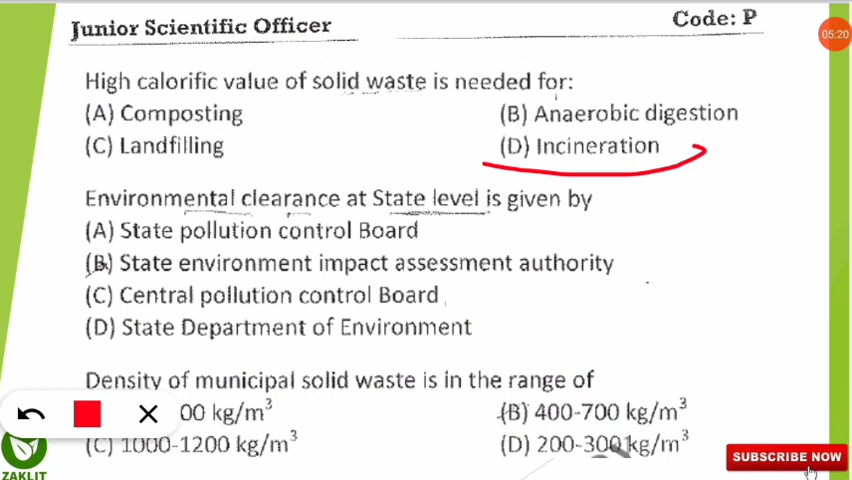 Junior Scientific Officer
Code: P
05:20
High calorific value of solid waste is needed for:
(A) Composting
(B) Anaerobic digestion
(C) Landfilling
(D) Incineration
Environmental clearance at State level is given by
(A) State pollution control Board
(B) State environment impact assessment authority
(C) Central pollution control Board
(D) State Department of Environment
Density of municipal solid waste is in the range of
00 kg/m³
(B) 400-700 kg/m³
(C) 1000-1200 kg/m³
(D) 200-300 kg/m³
ZAKLIT
SUBSCRIBE NOW